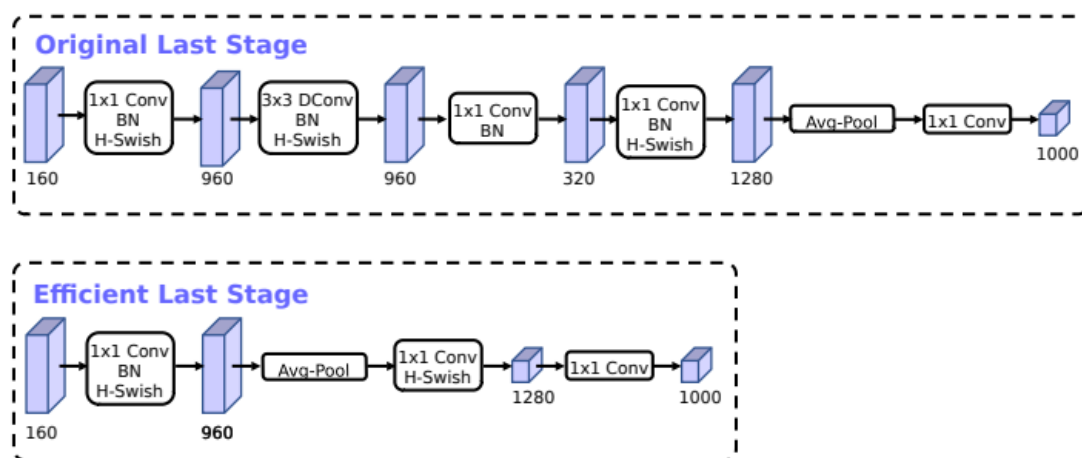 Original Last Stage
1x1 Conv
BN
H-Swish
3x3 DConv
BN
H-Swish
1x1 Conv
BN
1x1 Conv
BN
H-Swish
Avg-Pool
1x1 Conv
160
960
960
320
1280
1000
Efficient Last Stage
1x1 Conv
BN
H-Swish
Avg-Pool
1x1 Conv
H-Swish
1x1 Conv
160
960
1280
1000